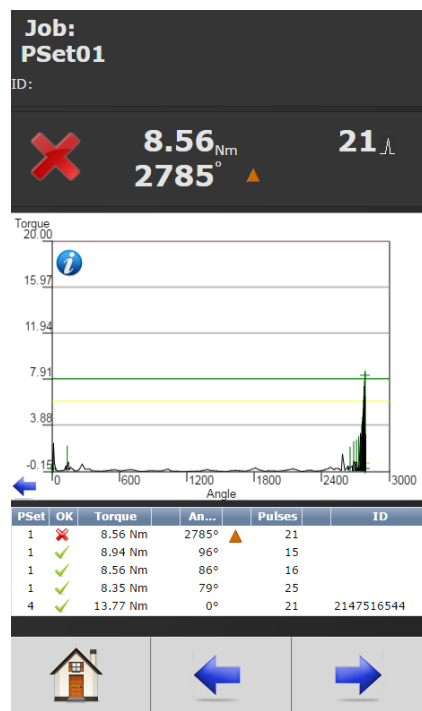 Job:
PSet01
ID:
8.56 Nm 21
2785°
Torque
20.00
i
15.97
11.94
7.91
3.88
-0.15
0 600 1200 1800 2400 3000
Angle
PSet OK Torque An... Pulses ID
1 8.56 Nm 2785° 21
1 8.94 Nm 96° 15
1 8.56 Nm 86° 16
1 8.35 Nm 79° 25
4 13.77 Nm 0° 21 2147516544